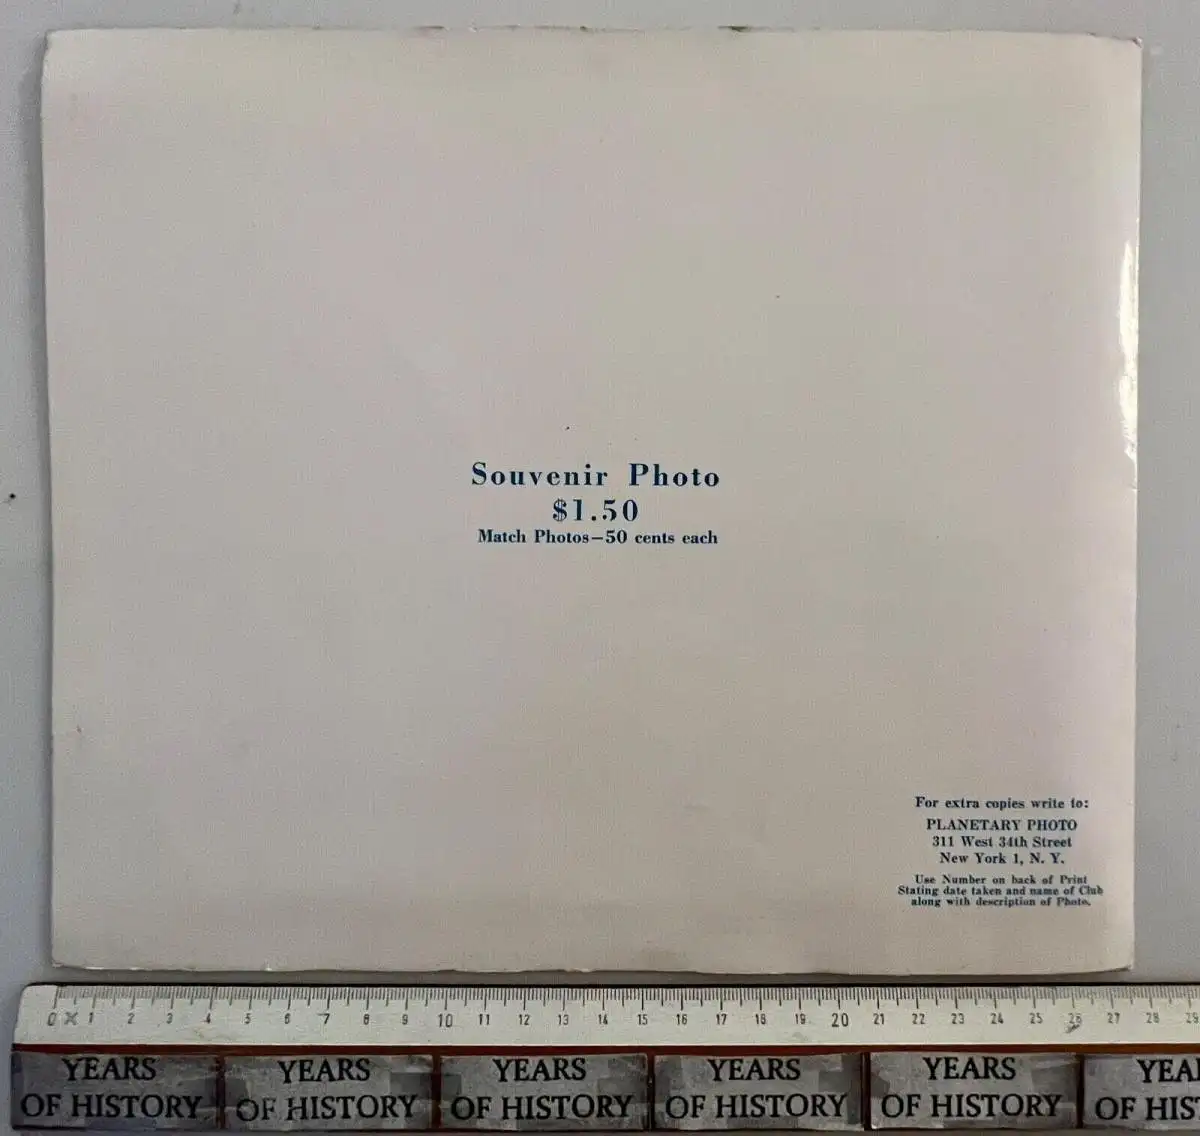 Souvenir Photo
$1.50
Match Photos—50 cents each
For extra copies write to:
PLANETARY PHOTO
311 West 34th Street
New York 1, N. Y.
Use Number on back of Print
Stating date taken and name of Club
along with description of Photo.
0 1 2 3 4 5 6 7 8 9 10 11 12 13 14 15 16 17 18 19 20 21 22 23 24 25 26 27 28 29
YEARS YEARS YEARS YEARS YEARS YEA
OF HISTORY OF HISTORY OF HISTORY OF HISTORY OF HISTORY OF HIS